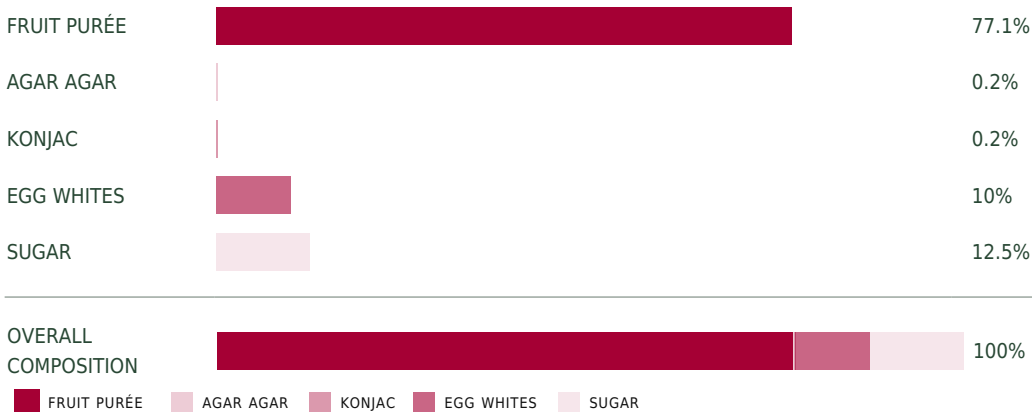 FRUIT PURÉE 77.1%
AGAR AGAR 0.2%
KONJAC 0.2%
EGG WHITES 10%
SUGAR 12.5%
OVERALL
COMPOSITION 100%
FRUIT PURÉE AGAR AGAR KONJAC EGG WHITES SUGAR